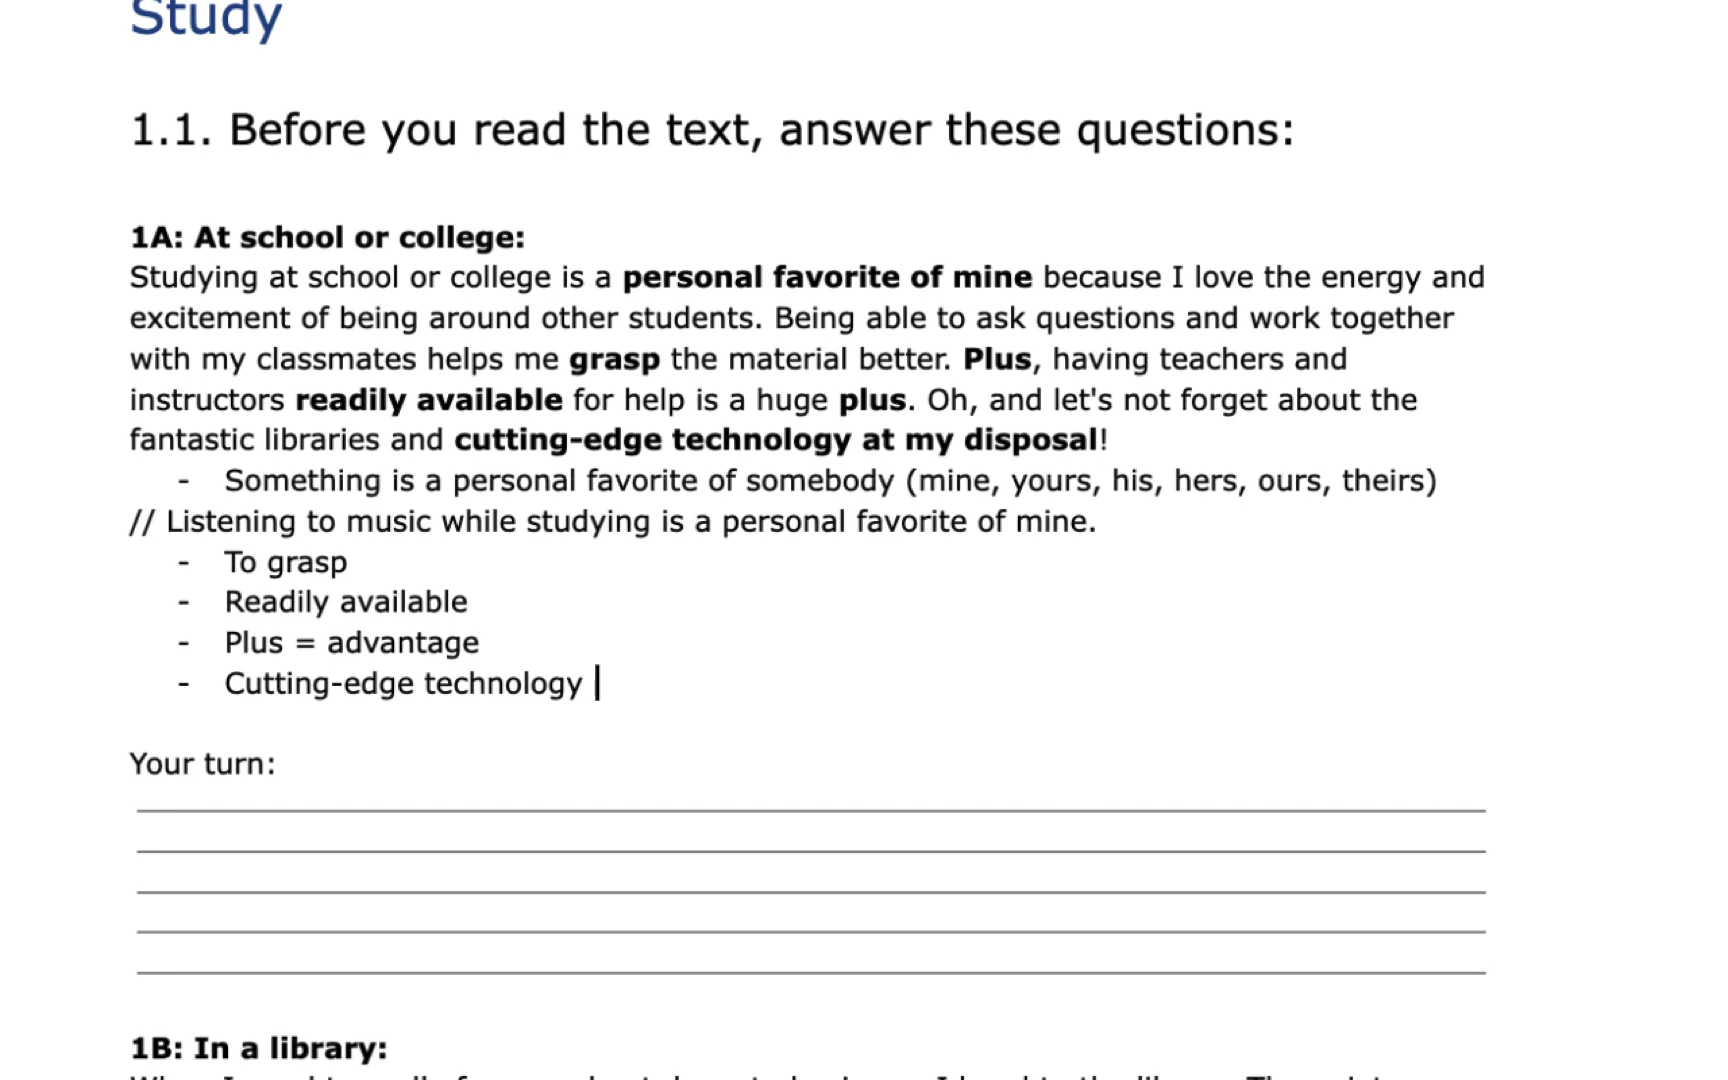 Study
1.1. Before you read the text, answer these questions:
1A: At school or college:
Studying at school or college is a personal favorite of mine because I love the energy and
excitement of being around other students. Being able to ask questions and work together
with my classmates helps me grasp the material better. Plus, having teachers and
instructors readily available for help is a huge plus. Oh, and let's not forget about the
fantastic libraries and cutting-edge technology at my disposal!
- Something is a personal favorite of somebody (mine, yours, his, hers, ours, theirs)
// Listening to music while studying is a personal favorite of mine.
- To grasp
- Readily available
- Plus = advantage
- Cutting-edge technology
Your turn:
1B: In a library: